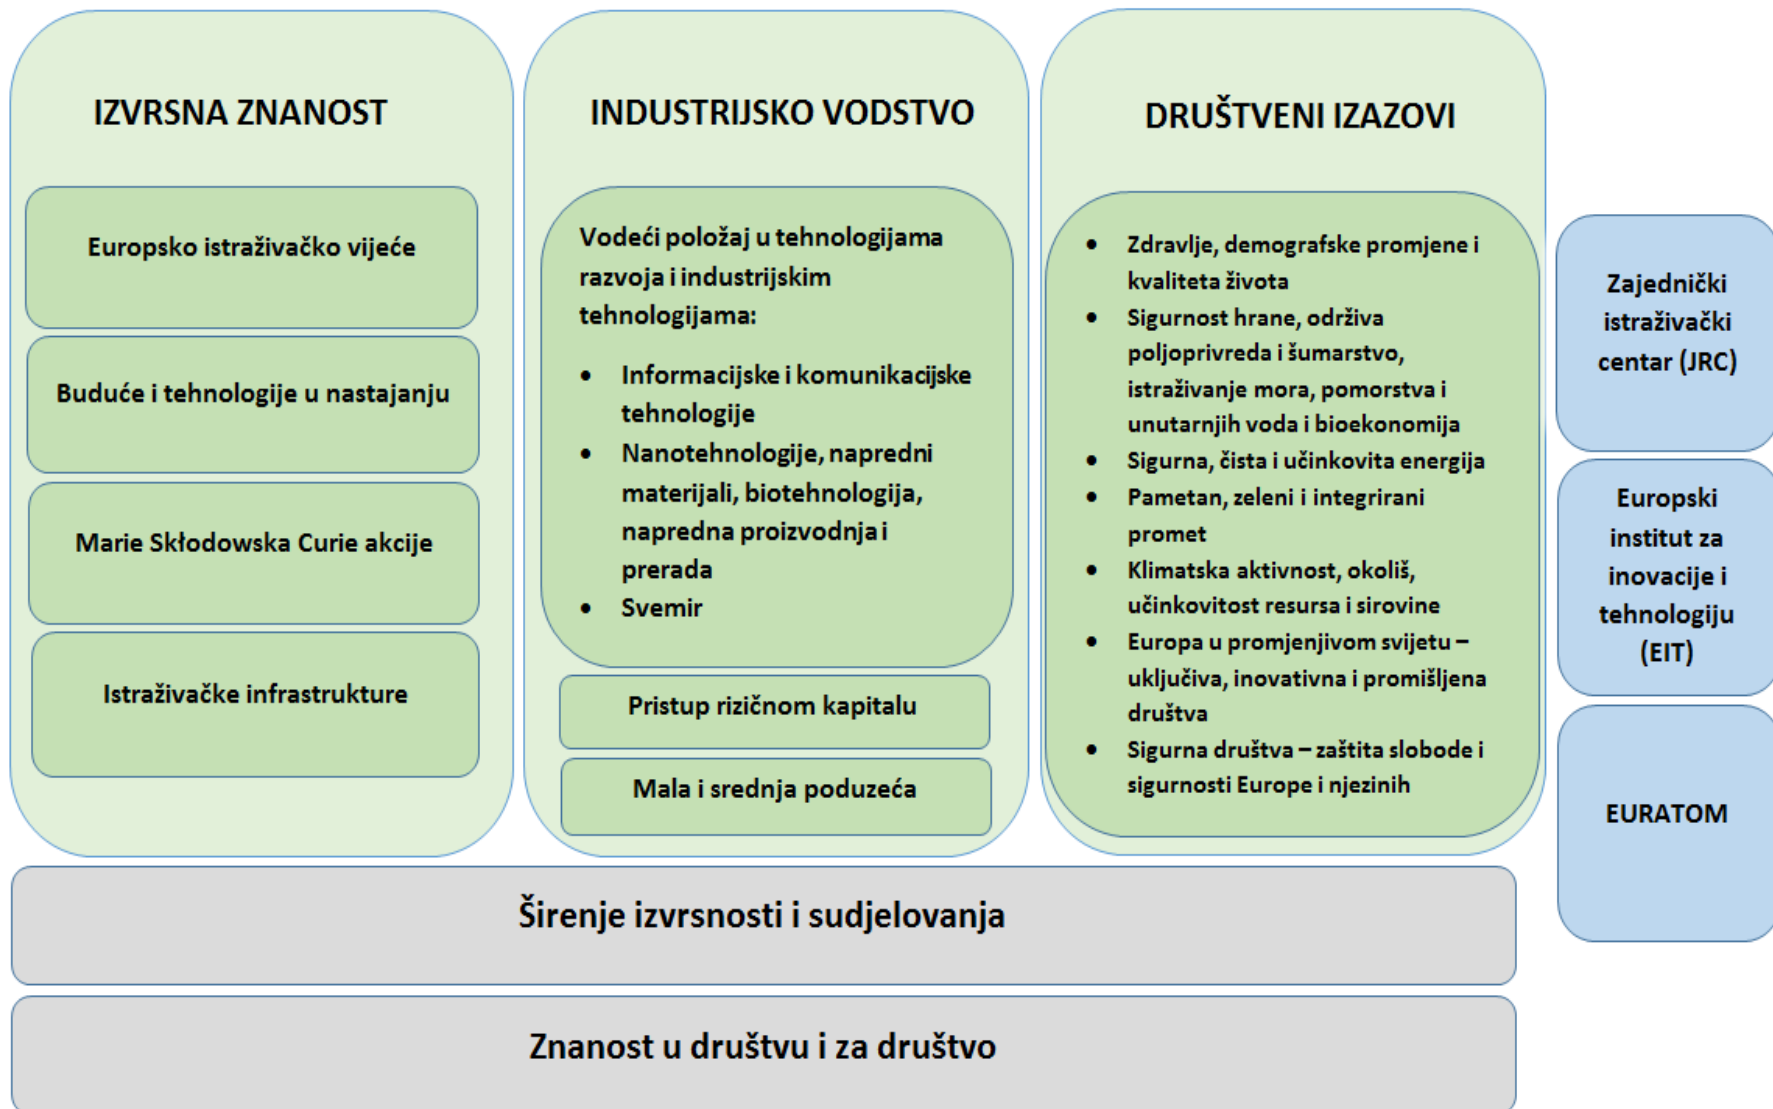 IZVRSNA ZNANOST
Europsko istraživačko vijeće
Buduće i tehnologije u nastajanju
Marie Skłodowska Curie akcije
Istraživačke infrastrukture
INDUSTRIJSKO VODSTVO
Vodeći položaj u tehnologijama
razvoja i industrijskim
tehnologijama:
• Informacijske i komunikacijske
tehnologije
• Nanotehnologije, napredni
materijali, biotehnologija,
napredna proizvodnja i
prerada
• Svemir
Pristup rizičnom kapitalu
Mala i srednja poduzeća
DRUŠTVENI IZAZOVI
• Zdravlje, demografske promjene i
kvaliteta života
• Sigurnost hrane, održiva
poljoprivreda i šumarstvo,
istraživanje mora, pomorstva i
unutarnjih voda i bioekonomija
• Sigurna, čista i učinkovita energija
• Pametan, zeleni i integrirani
promet
• Klimatska aktivnost, okoliš,
učinkovitost resursa i sirovine
• Europa u promjenjivom svijetu –
uključiva, inovativna i promišljena
društva
• Sigurna društva – zaštita slobode i
sigurnosti Europe i njezinih
Zajednički
istraživački
centar (JRC)
Europski
institut za
inovacije i
tehnologiju
(EIT)
EURATOM
Širenje izvrsnosti i sudjelovanja
Znanost u društvu i za društvo